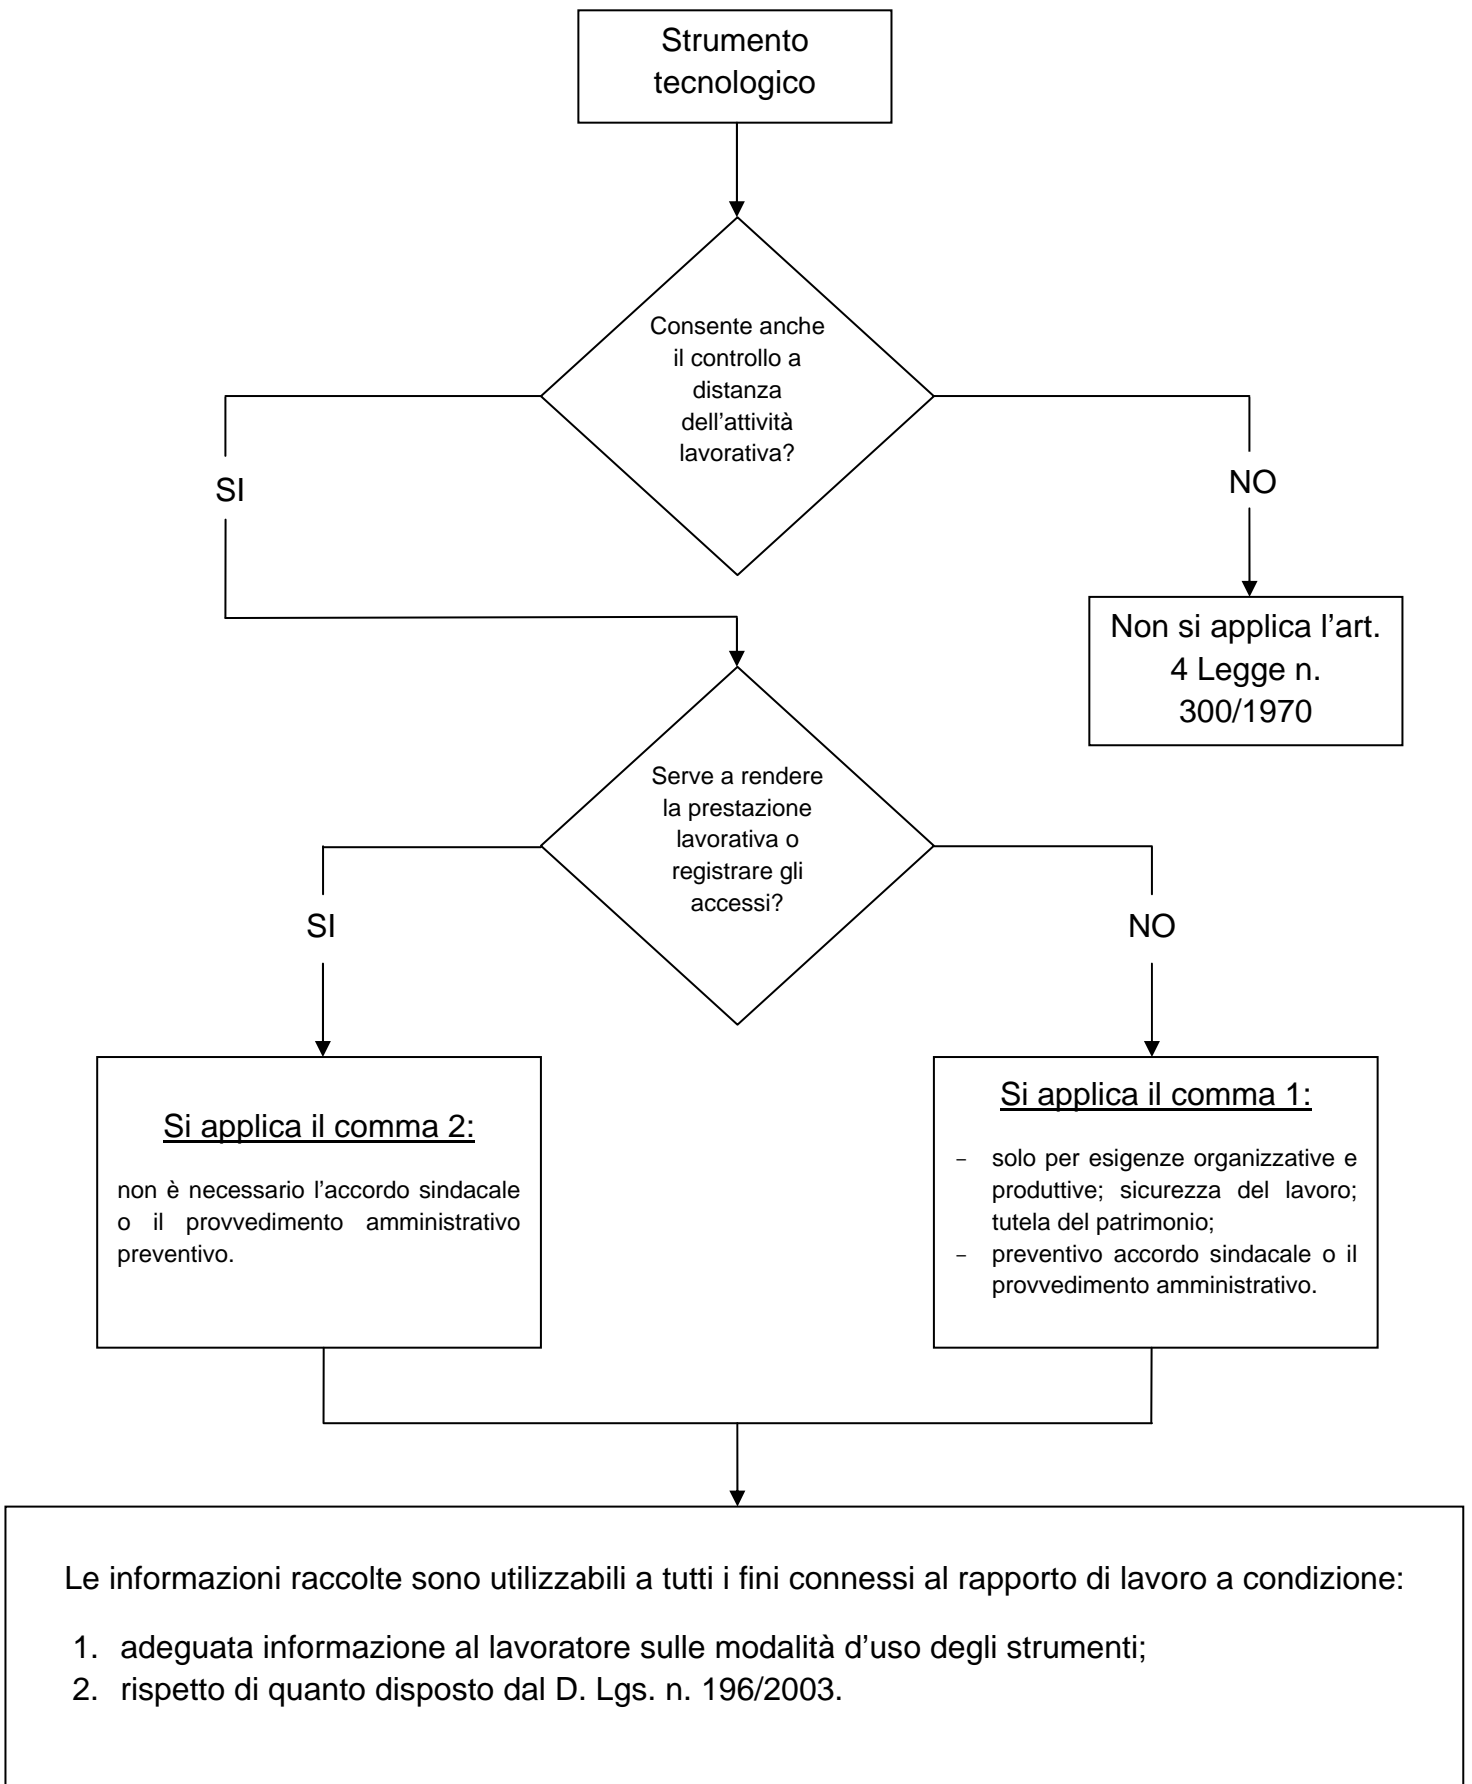 Strumento
tecnologico
Consente anche
il controllo a
distanza
dell’attività
lavorativa?
SI
NO
Non si applica l’art.
4 Legge n.
300/1970
Serve a rendere
la prestazione
lavorativa o
registrare gli
accessi?
SI
NO
Si applica il comma 2:
non è necessario l’accordo sindacale
o il provvedimento amministrativo
preventivo.
Si applica il comma 1:
- solo per esigenze organizzative e
produttive; sicurezza del lavoro;
tutela del patrimonio;
- preventivo accordo sindacale o il
provvedimento amministrativo.
Le informazioni raccolte sono utilizzabili a tutti i fini connessi al rapporto di lavoro a condizione:
1. adeguata informazione al lavoratore sulle modalità d’uso degli strumenti;
2. rispetto di quanto disposto dal D. Lgs. n. 196/2003.